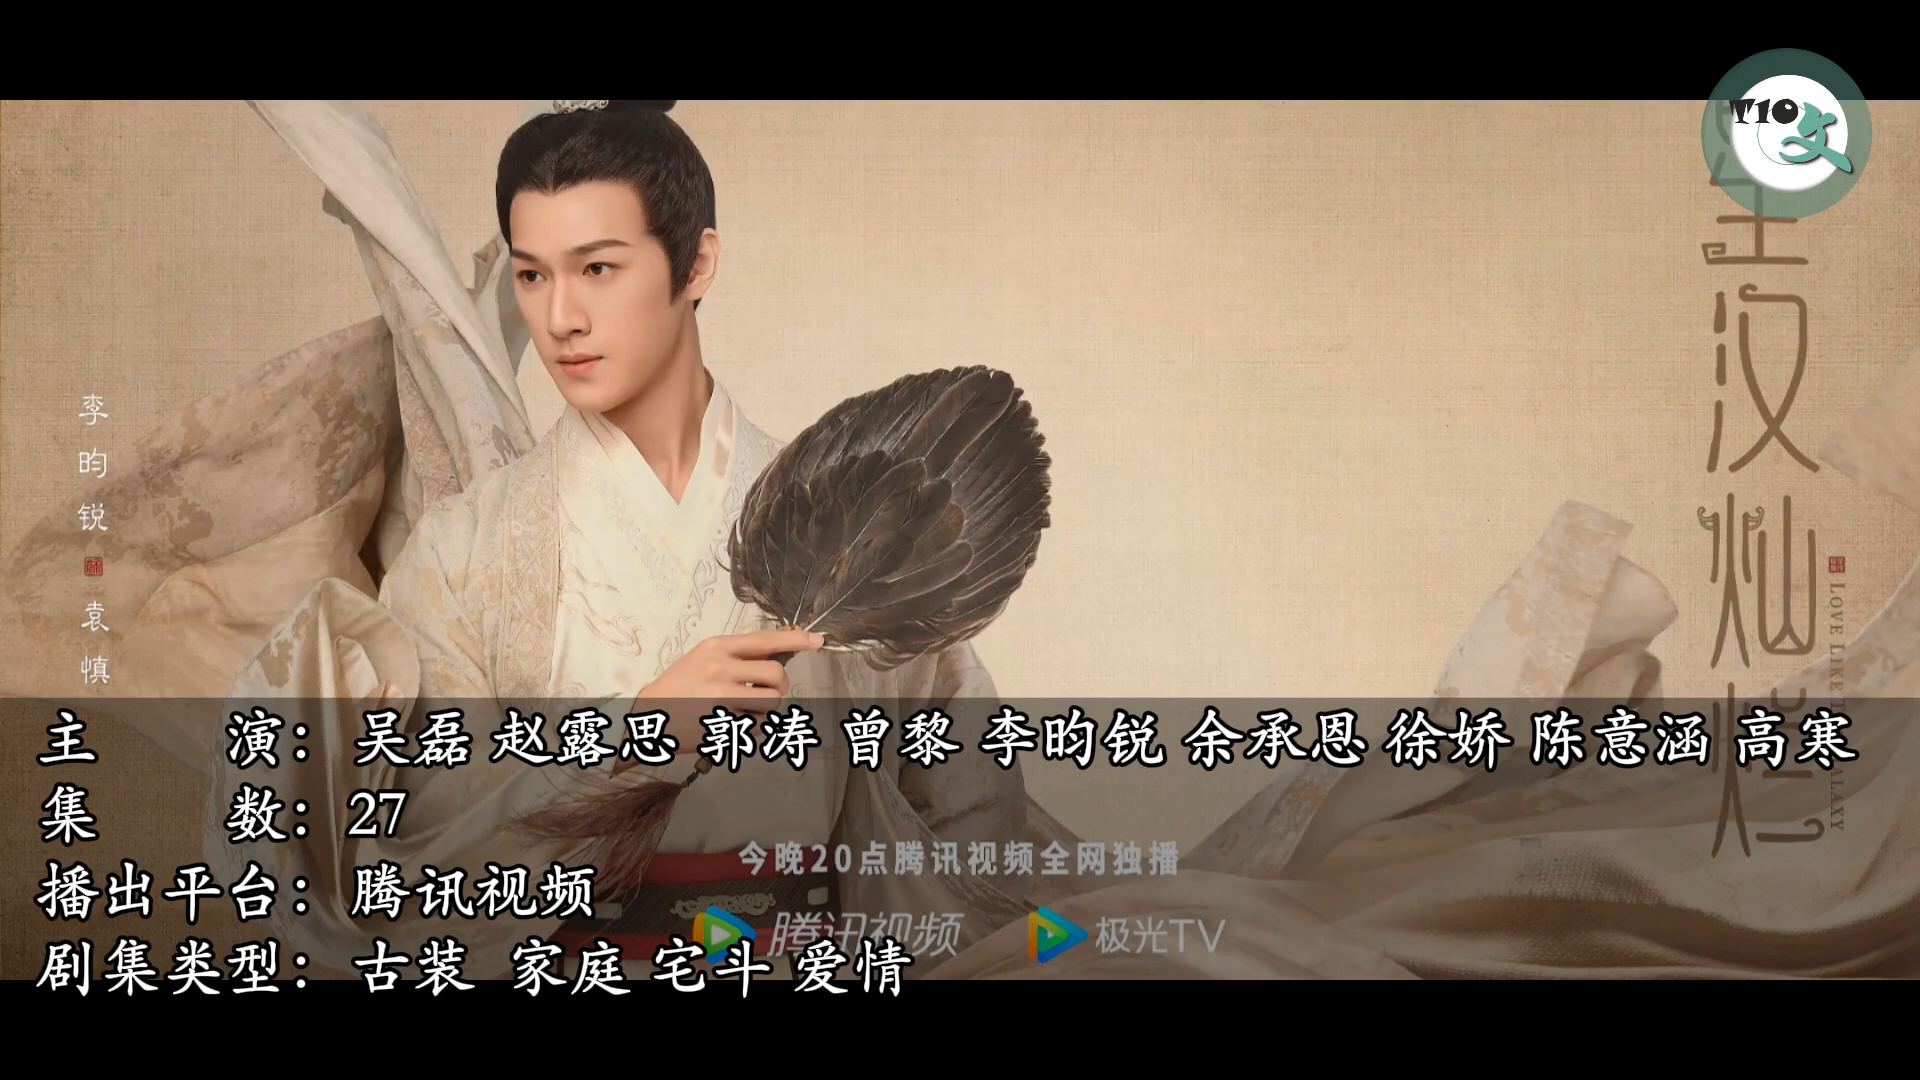 T10文
星汉灿烂
LOVE LIKE THE GALAXY
李昀锐
袁慎
主 演：吴磊 赵露思 郭涛 曾黎 李昀锐 余承恩 徐娇 陈意涵 高寒
集 数：27
今晚20点腾讯视频全网独播
播出平台：腾讯视频
腾讯视频 极光TV
剧集类型：古装 家庭 宅斗 爱情